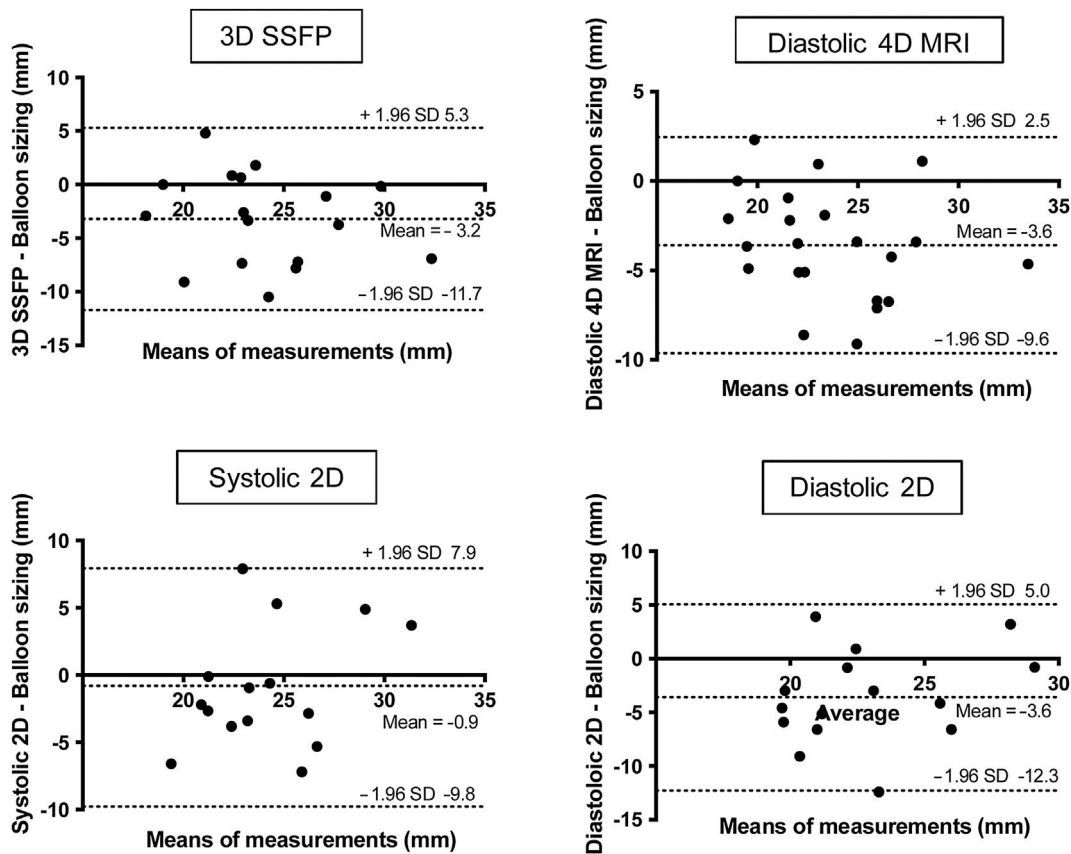 3D SSFP
3D SSFP - Balloon sizing (mm)
10
5
0
-5
-10
-15
20
25
30
35
+ 1.96 SD 5.3
Mean = - 3.2
−1.96 SD -11.7
Means of measurements (mm)
Diastolic 4D MRI
Diastolic 4D MRI - Balloon sizing (mm)
5
0
-5
-10
20
25
30
35
+ 1.96 SD 2.5
Mean = -3.6
−1.96 SD -9.6
Means of measurements (mm)
Systolic 2D
Systolic 2D - Balloon sizing (mm)
10
5
0
-5
-10
20
25
30
35
+ 1.96 SD 7.9
Mean = -0.9
−1.96 SD -9.8
Means of measurements (mm)
Diastolic 2D
Diastoloic 2D - Balloon sizing (mm)
10
5
0
-5
-10
-15
20
25
30
+ 1.96 SD 5.0
Average
Mean = -3.6
−1.96 SD -12.3
Means of measurements (mm)